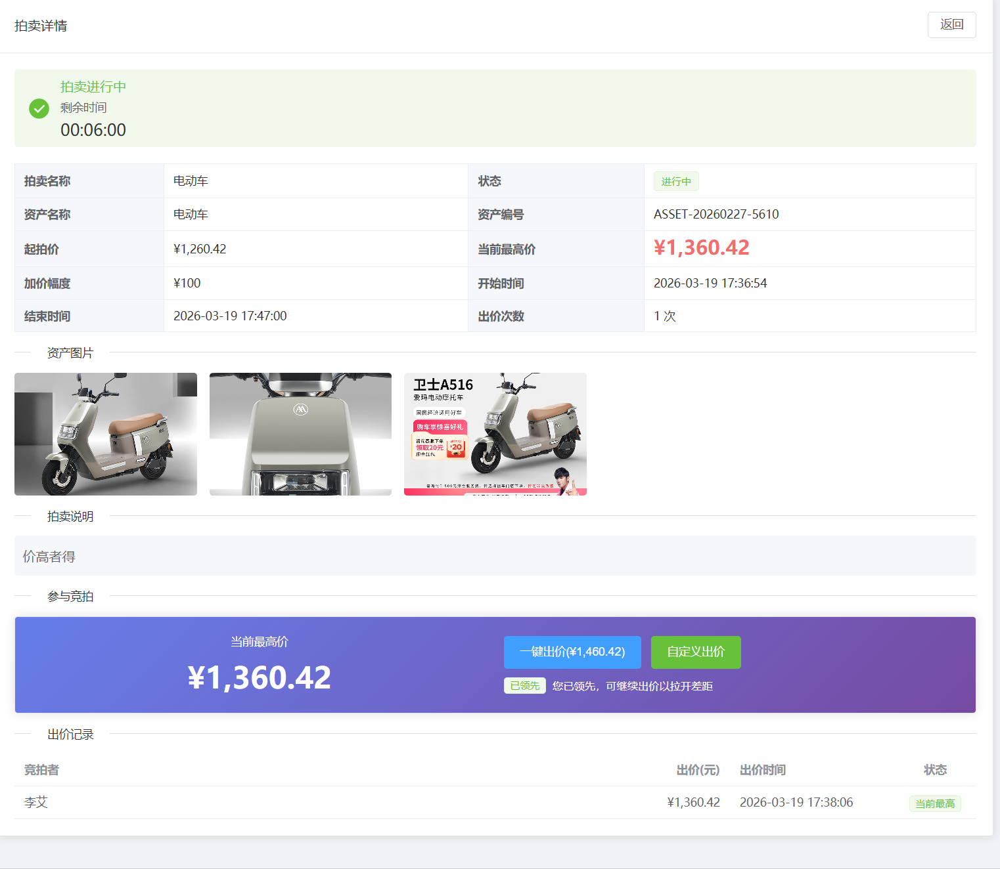 拍卖详情
返回
拍卖进行中
剩余时间
00:06:00
拍卖名称 电动车 状态 进行中
资产名称 电动车 资产编号 ASSET-20260227-5610
起拍价 ¥1,260.42 当前最高价 ¥1,360.42
加价幅度 ¥100 开始时间 2026-03-19 17:36:54
结束时间 2026-03-19 17:47:00 出价次数 1 次
资产图片
卫士A516
爱玛电动摩托车
国民经济适用好车
购车享惊喜好礼
咨询客服下单
领取20元
现金红包
¥20
拍卖说明
价高者得
参与竞拍
当前最高价
¥1,360.42
一键出价(¥1,460.42)
自定义出价
已领先 您已领先，可继续出价以拉开差距
出价记录
竞拍者 出价(元) 出价时间 状态
李艾 ¥1,360.42 2026-03-19 17:38:06 当前最高